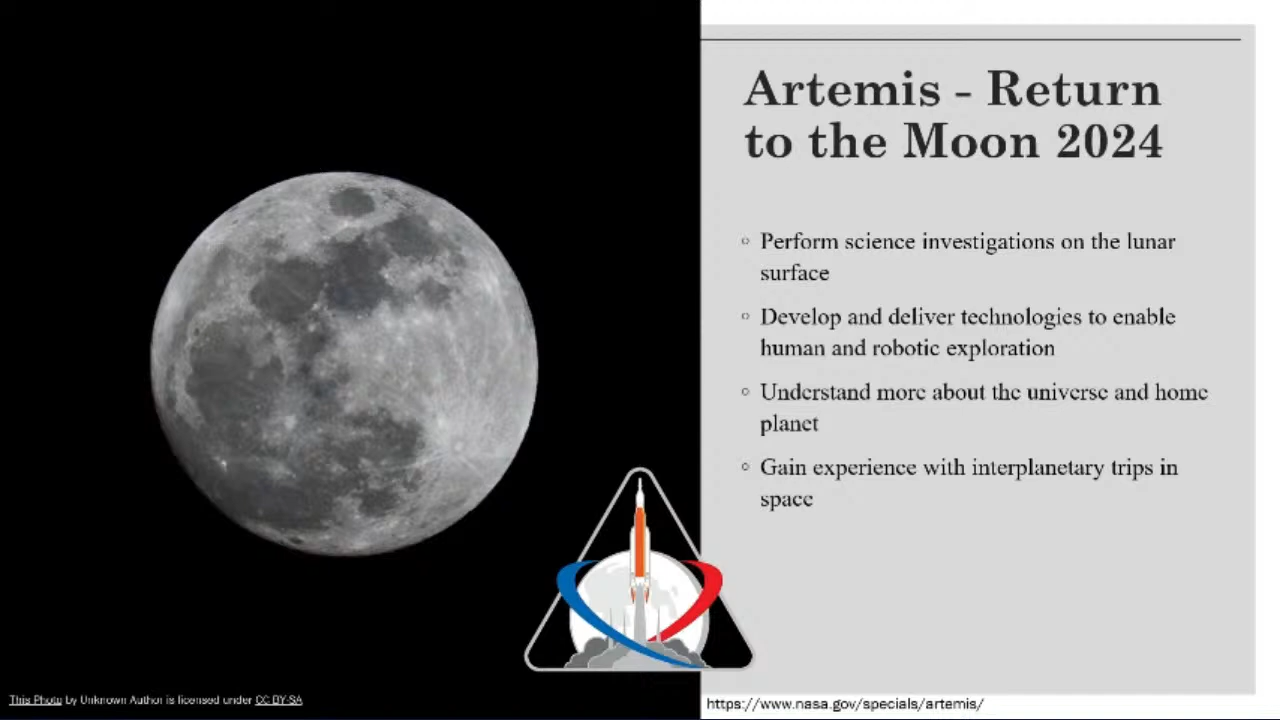 Artemis - Return
to the Moon 2024
◦ Perform science investigations on the lunar
surface
◦ Develop and deliver technologies to enable
human and robotic exploration
◦ Understand more about the universe and home
planet
◦ Gain experience with interplanetary trips in
space
This Photo by Unknown Author is licensed under CC BY-SA
https://www.nasa.gov/specials/artemis/